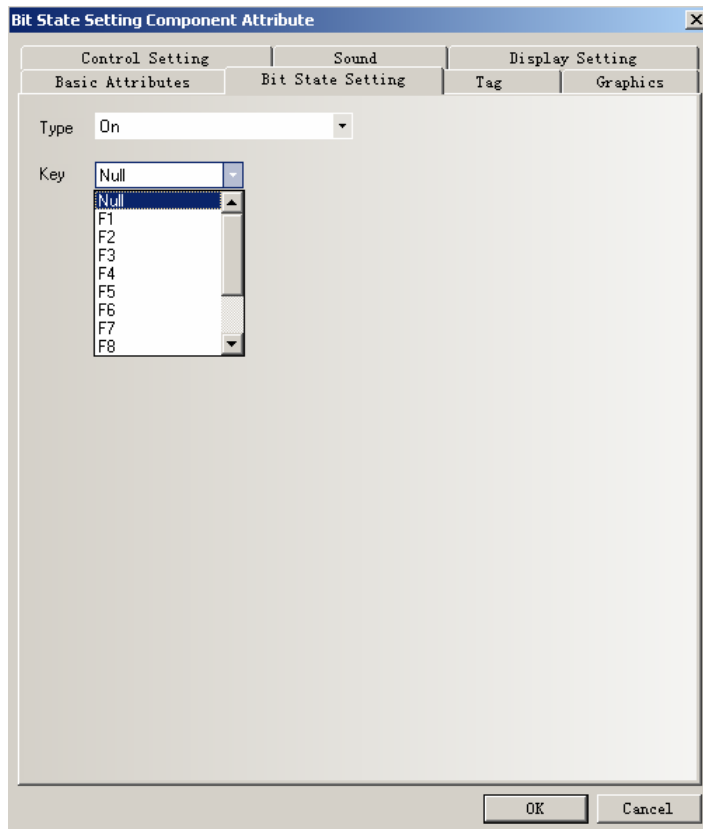 Bit State Setting Component Attribute
Control Setting Sound Display Setting
Basic Attributes Bit State Setting Tag Graphics
Type On
Key Null
Null
F1
F2
F3
F4
F5
F6
F7
F8
OK Cancel